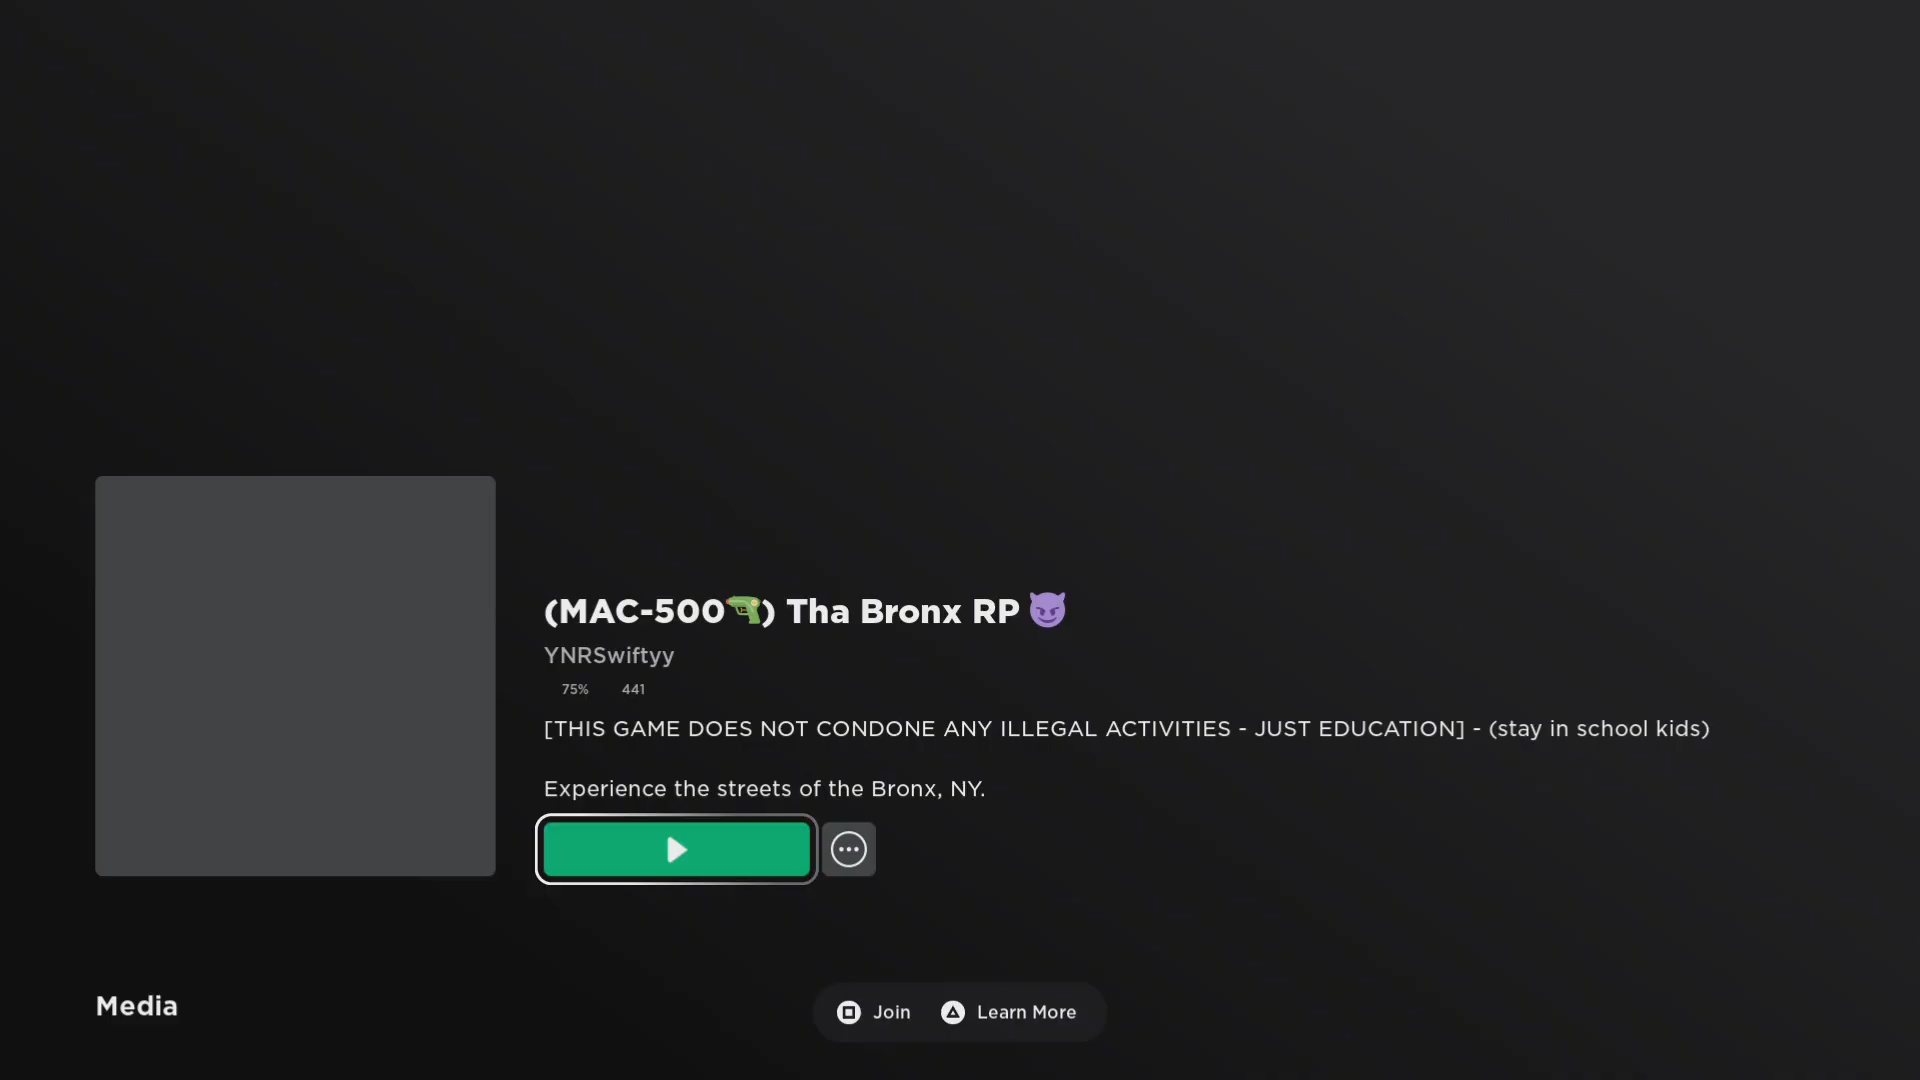 (MAC-500🔫) Tha Bronx RP 😈
YNRSwiftyy
75% 441
[THIS GAME DOES NOT CONDONE ANY ILLEGAL ACTIVITIES - JUST EDUCATION] - (stay in school kids)
Experience the streets of the Bronx, NY.
Media
Join Learn More